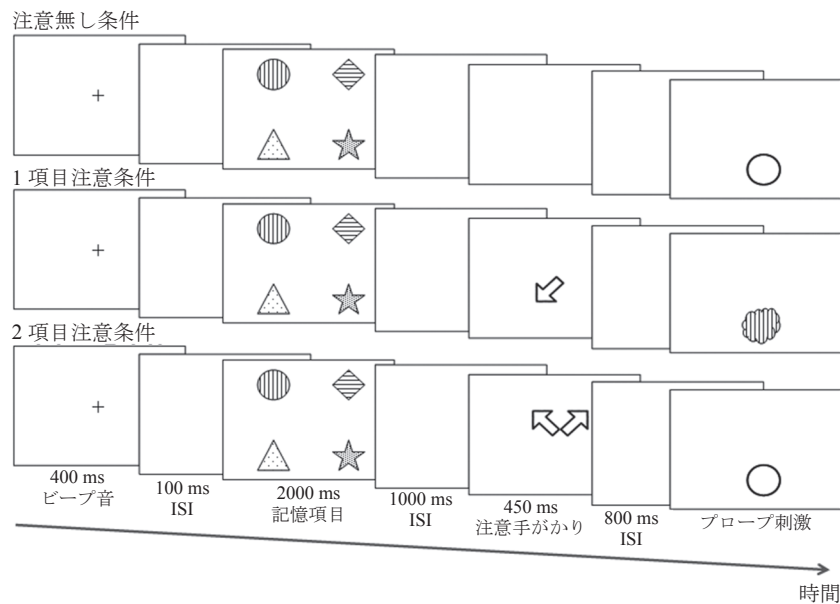 注意無し条件
1 項目注意条件
2 項目注意条件
400 ms
ビープ音
100 ms
ISI
2000 ms
記憶項目
1000 ms
ISI
450 ms
注意手がかり
800 ms
ISI
プローブ刺激
時間